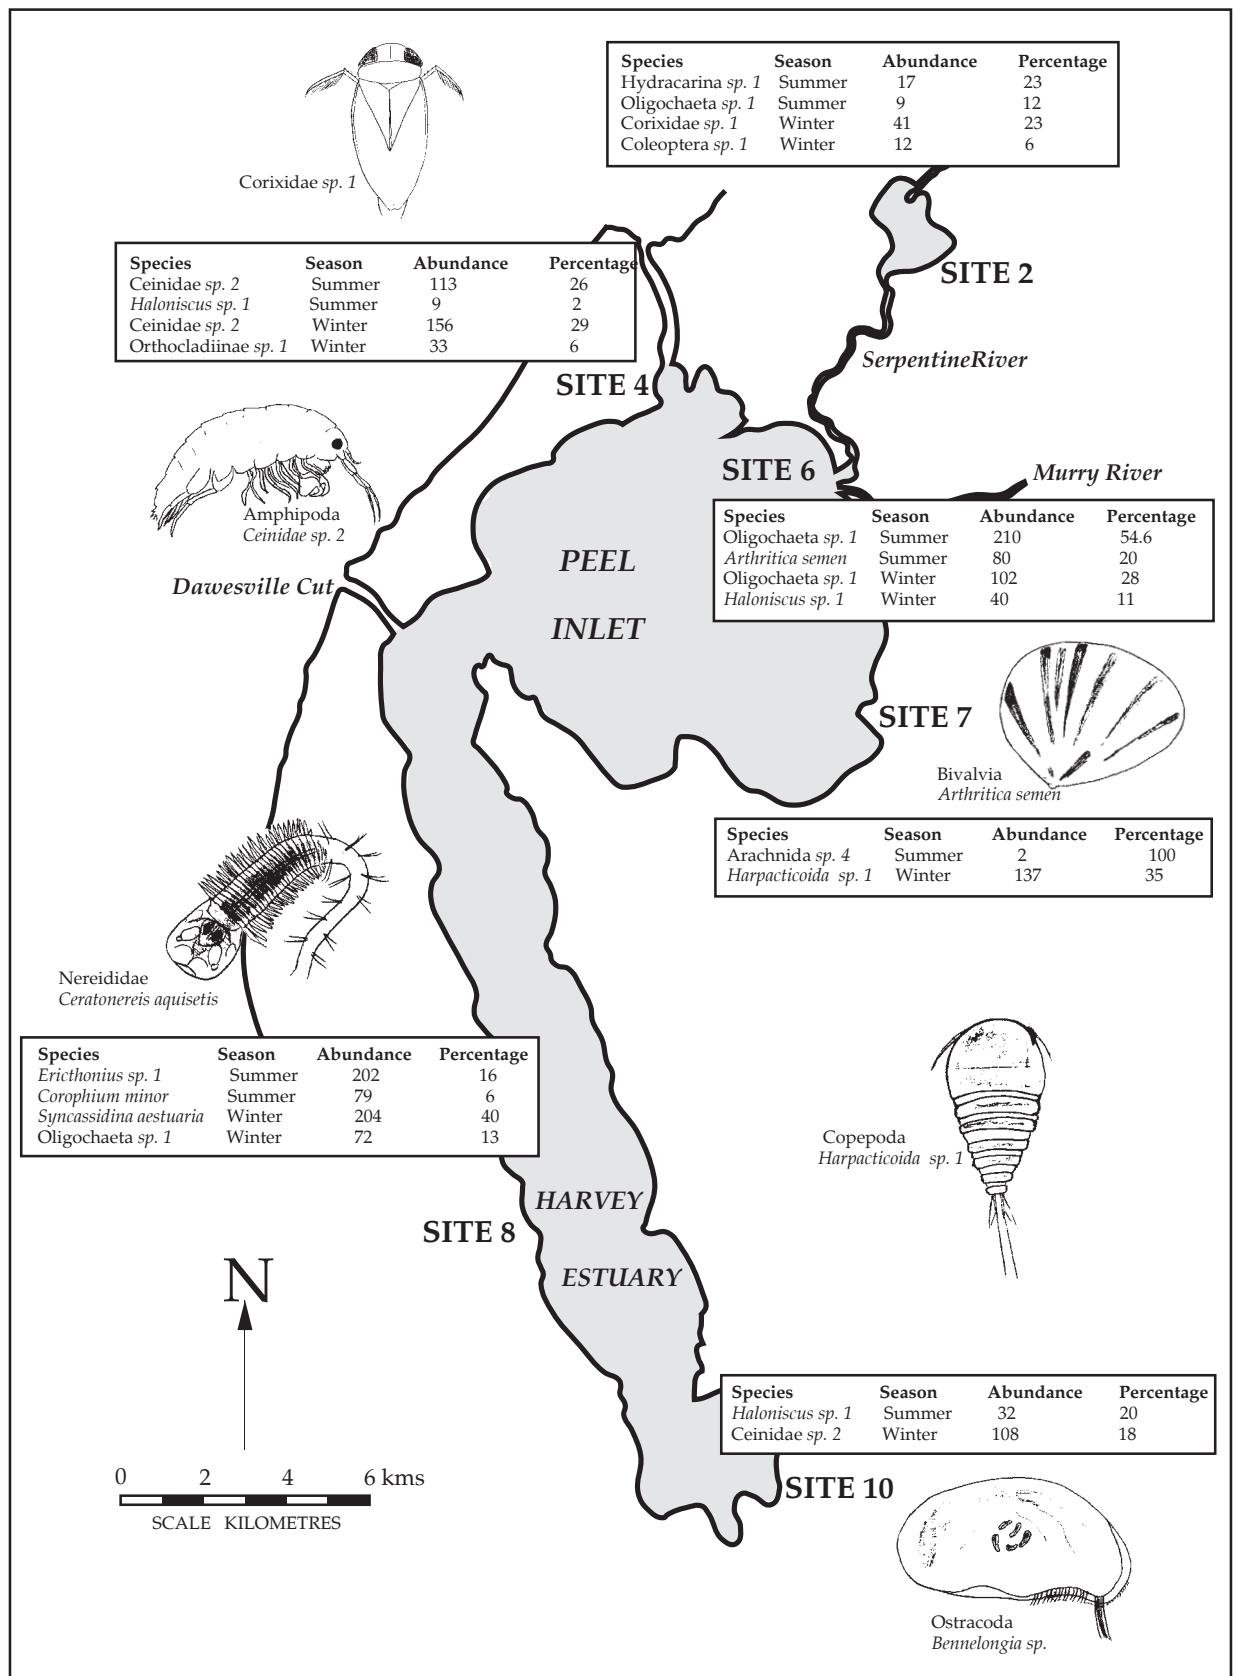 Species Season Abundance Percentage
Hydracarina sp. 1 Summer 17 23
Oligochaeta sp. 1 Summer 9 12
Corixidae sp. 1 Winter 41 23
Coleoptera sp. 1 Winter 12 6
Corixidae sp. 1
Species Season Abundance Percentage
Ceinidae sp. 2 Summer 113 26
Haloniscus sp. 1 Summer 9 2
Ceinidae sp. 2 Winter 156 29
Orthocladiinae sp. 1 Winter 33 6
SITE 2
SerpentineRiver
SITE 4
SITE 6
Murry River
Amphipoda
Ceinidae sp. 2
Species Season Abundance Percentage
Oligochaeta sp. 1 Summer 210 54.6
Arthritica semen Summer 80 20
Oligochaeta sp. 1 Winter 102 28
Haloniscus sp. 1 Winter 40 11
PEEL
INLET
Dawesville Cut
SITE 7
Bivalvia
Arthritica semen
Species Season Abundance Percentage
Arachnida sp. 4 Summer 2 100
Harpacticoida sp. 1 Winter 137 35
Nereididae
Ceratonereis aquisetis
Species Season Abundance Percentage
Ericthonius sp. 1 Summer 202 16
Corophium minor Summer 79 6
Syncassidina aestuaria Winter 204 40
Oligochaeta sp. 1 Winter 72 13
Copepoda
Harpacticoida sp. 1
HARVEY
ESTUARY
SITE 8
N
Species Season Abundance Percentage
Haloniscus sp. 1 Summer 32 20
Ceinidae sp. 2 Winter 108 18
SITE 10
0 2 4 6 kms
SCALE KILOMETRES
Ostracoda
Bennelongia sp.